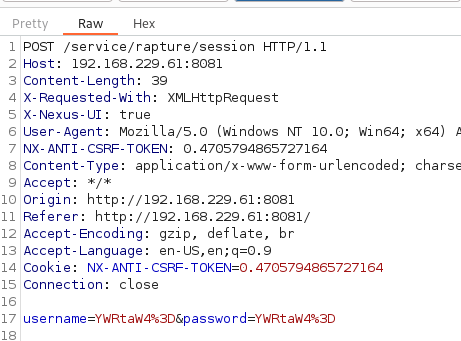 Pretty Raw Hex
1 POST /service/rapture/session HTTP/1.1
2 Host: 192.168.229.61:8081
3 Content-Length: 39
4 X-Requested-With: XMLHttpRequest
5 X-Nexus-UI: true
6 User-Agent: Mozilla/5.0 (Windows NT 10.0; Win64; x64) A
7 NX-ANTI-CSRF-TOKEN: 0.4705794865727164
8 Content-Type: application/x-www-form-urlencoded; charse
9 Accept: */*
10 Origin: http://192.168.229.61:8081
11 Referer: http://192.168.229.61:8081/
12 Accept-Encoding: gzip, deflate, br
13 Accept-Language: en-US,en;q=0.9
14 Cookie: NX-ANTI-CSRF-TOKEN=0.4705794865727164
15 Connection: close
16
17 username=YWRtaW4%3D&password=YWRtaW4%3D
18